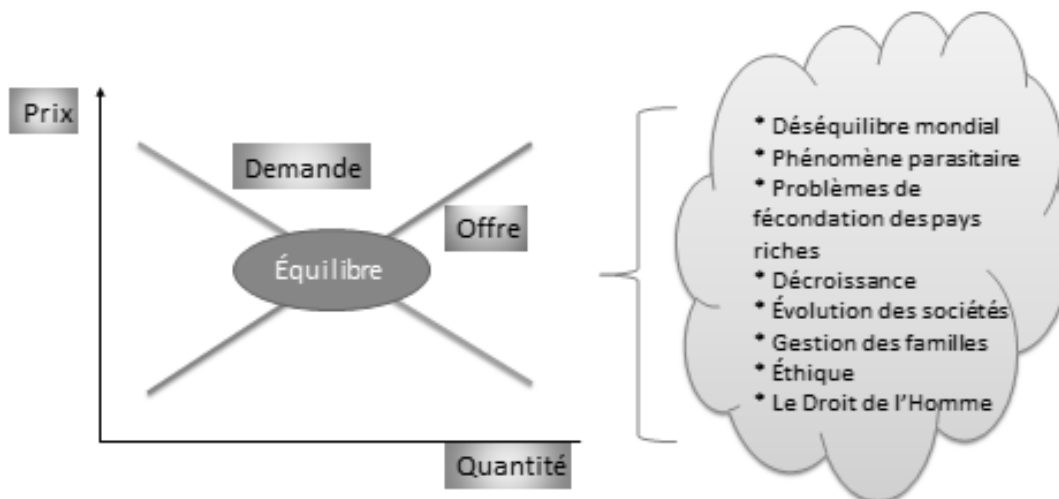 Prix
Demande
Offre
Équilibre
Quantité
* Déséquilibre mondial
* Phénomène parasitaire
* Problèmes de
fécondation des pays
riches
* Décroissance
* Évolution des sociétés
* Gestion des familles
* Éthique
* Le Droit de l'Homme